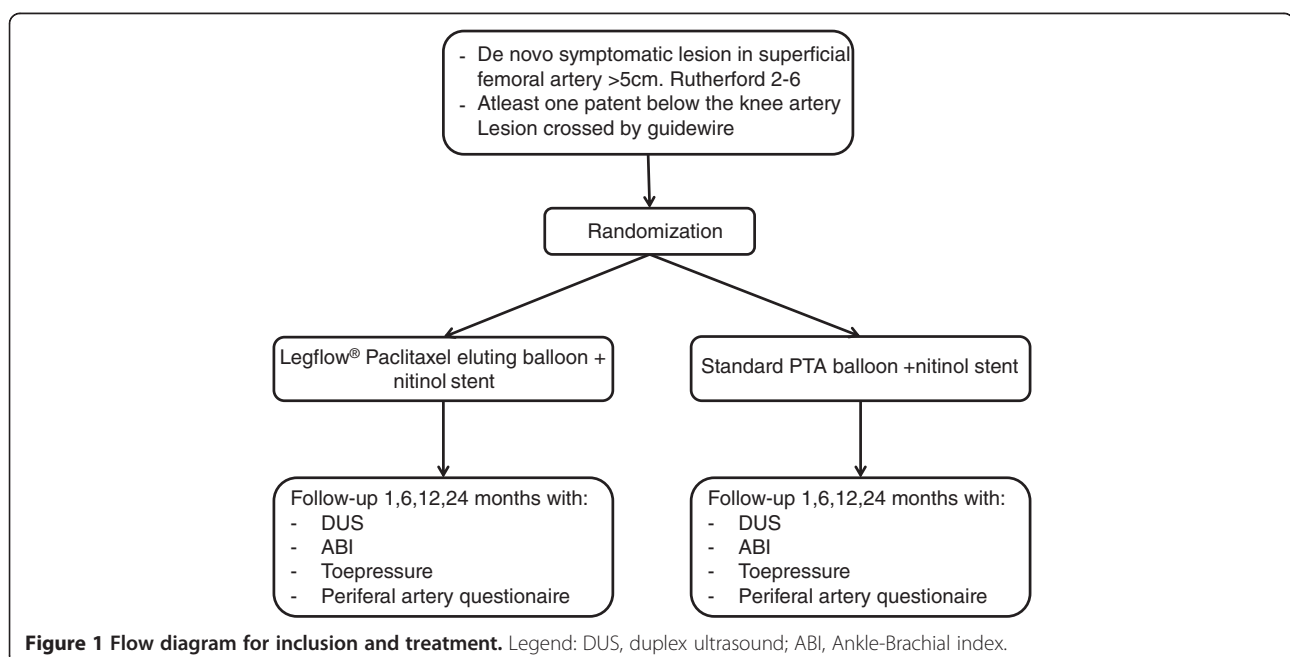 - De novo symptomatic lesion in superficial
femoral artery >5cm. Rutherford 2-6
- Atleast one patent below the knee artery
Lesion crossed by guidewire
Randomization
Legflow® Paclitaxel eluting balloon +
nitinol stent
Standard PTA balloon +nitinol stent
Follow-up 1,6,12,24 months with:
- DUS
- ABI
- Toepressure
- Periferal artery questionaire
Follow-up 1,6,12,24 months with:
- DUS
- ABI
- Toepressure
- Periferal artery questionaire
Figure 1 Flow diagram for inclusion and treatment. Legend: DUS, duplex ultrasound; ABI, Ankle-Brachial index.